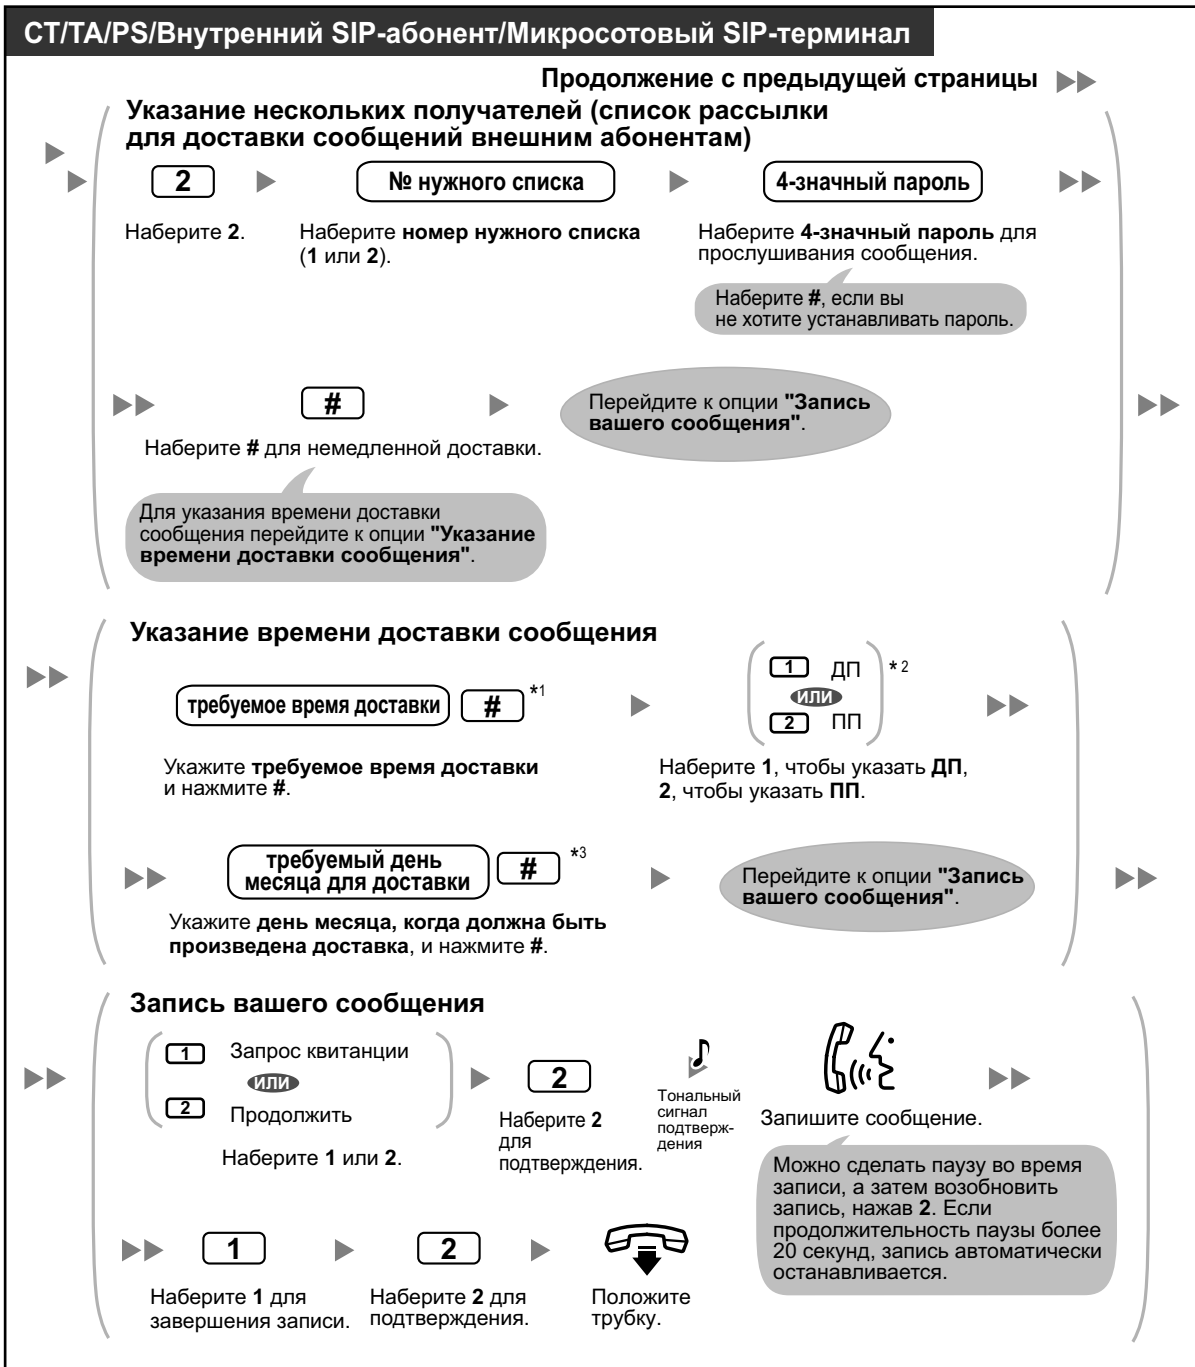 СТ/ТА/PS/Внутренний SIP-абонент/Микросотовый SIP-терминал
Продолжение с предыдущей страницы
Указание нескольких получателей (список рассылки
для доставки сообщений внешним абонентам)
2
№ нужного списка
4-значный пароль
Наберите 2.
Наберите номер нужного списка
(1 или 2).
Наберите 4-значный пароль для
прослушивания сообщения.
Наберите #, если вы
не хотите устанавливать пароль.
#
Перейдите к опции "Запись
вашего сообщения".
Наберите # для немедленной доставки.
Для указания времени доставки
сообщения перейдите к опции "Указание
времени доставки сообщения".
Указание времени доставки сообщения
требуемое время доставки # *1
1 ДП
ИЛИ
2 ПП
*2
Укажите требуемое время доставки
и нажмите #.
Наберите 1, чтобы указать ДП,
2, чтобы указать ПП.
требуемый день
месяца для доставки
# *3
Перейдите к опции "Запись
вашего сообщения".
Укажите день месяца, когда должна быть
произведена доставка, и нажмите #.
Запись вашего сообщения
1 Запрос квитанции
ИЛИ
2 Продолжить
Наберите 1 или 2.
2
Наберите 2
для
подтверждения.
Тональный
сигнал
подтверж-
дения
Запишите сообщение.
Можно сделать паузу во время
записи, а затем возобновить
запись, нажав 2. Если
продолжительность паузы более
20 секунд, запись автоматически
останавливается.
1
2
Наберите 1 для
завершения записи.
Наберите 2 для
подтверждения.
Положите
трубку.